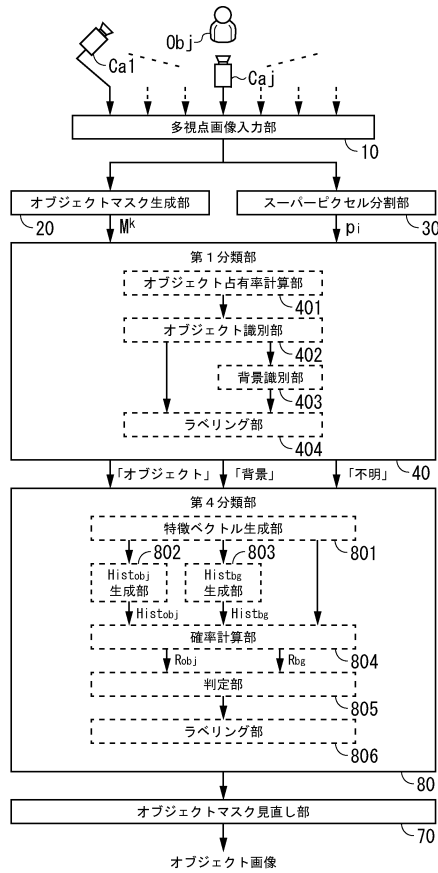 Obj
Ca1
Caj
多視点画像入力部
10
オブジェクトマスク生成部
スーパーピクセル分割部
20
Mk
pi
30
第1分類部
オブジェクト占有率計算部
401
オブジェクト識別部
402
背景識別部
403
ラベリング部
404
40
「オブジェクト」
「背景」
「不明」
第4分類部
特徴ベクトル生成部
801
802
803
Histobj
生成部
Histbg
生成部
Histobj
Histbg
確率計算部
804
Robj
Rbg
判定部
805
ラベリング部
806
80
オブジェクトマスク見直し部
70
オブジェクト画像